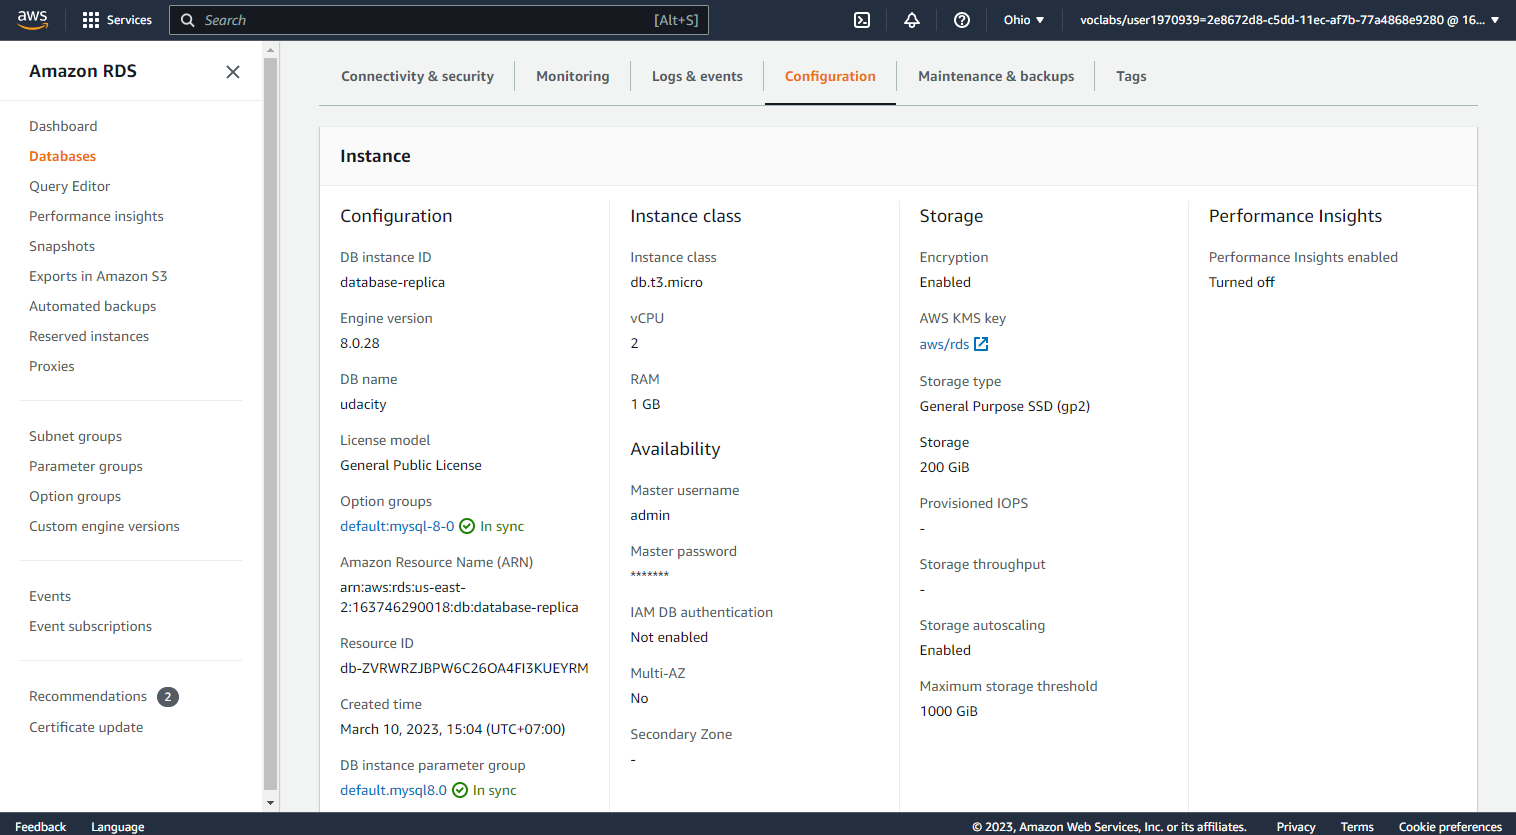 aws
Services
Search
[Alt+S]
Ohio ▼
voclabs/user1970939=2e8672d8-c5dd-11ec-af7b-77a4868e9280 @ 16... ▼
Amazon RDS
Dashboard
Databases
Query Editor
Performance insights
Snapshots
Exports in Amazon S3
Automated backups
Reserved instances
Proxies
Subnet groups
Parameter groups
Option groups
Custom engine versions
Events
Event subscriptions
Recommendations 2
Certificate update
Connectivity & security
Monitoring
Logs & events
Configuration
Maintenance & backups
Tags
Instance
Configuration
DB instance ID
database-replica
Engine version
8.0.28
DB name
udacity
License model
General Public License
Option groups
default:mysql-8-0 In sync
Amazon Resource Name (ARN)
arn:aws:rds:us-east-
2:163746290018:db:database-replica
Resource ID
db-ZVRWRZJBPW6C26OA4FI3KUEYRM
Created time
March 10, 2023, 15:04 (UTC+07:00)
DB instance parameter group
default.mysql8.0 In sync
Instance class
Instance class
db.t3.micro
vCPU
2
RAM
1 GB
Availability
Master username
admin
Master password
*******
IAM DB authentication
Not enabled
Multi-AZ
No
Secondary Zone
-
Storage
Encryption
Enabled
AWS KMS key
aws/rds
Storage type
General Purpose SSD (gp2)
Storage
200 GiB
Provisioned IOPS
-
Storage throughput
-
Storage autoscaling
Enabled
Maximum storage threshold
1000 GiB
Performance Insights
Performance Insights enabled
Turned off
Feedback
Language
© 2023, Amazon Web Services, Inc. or its affiliates.
Privacy
Terms
Cookie preferences